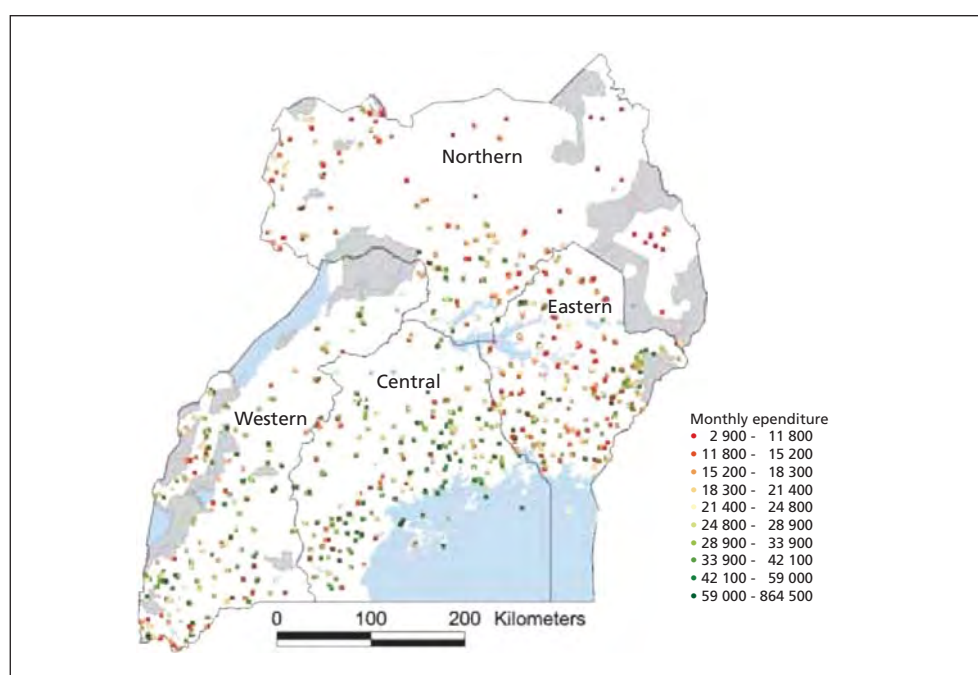 Northern
Eastern
Central
Western
Monthly ependiture
2 900 - 11 800
11 800 - 15 200
15 200 - 18 300
18 300 - 21 400
21 400 - 24 800
24 800 - 28 900
28 900 - 33 900
33 900 - 42 100
42 100 - 59 000
59 000 - 864 500
0 100 200 Kilometers